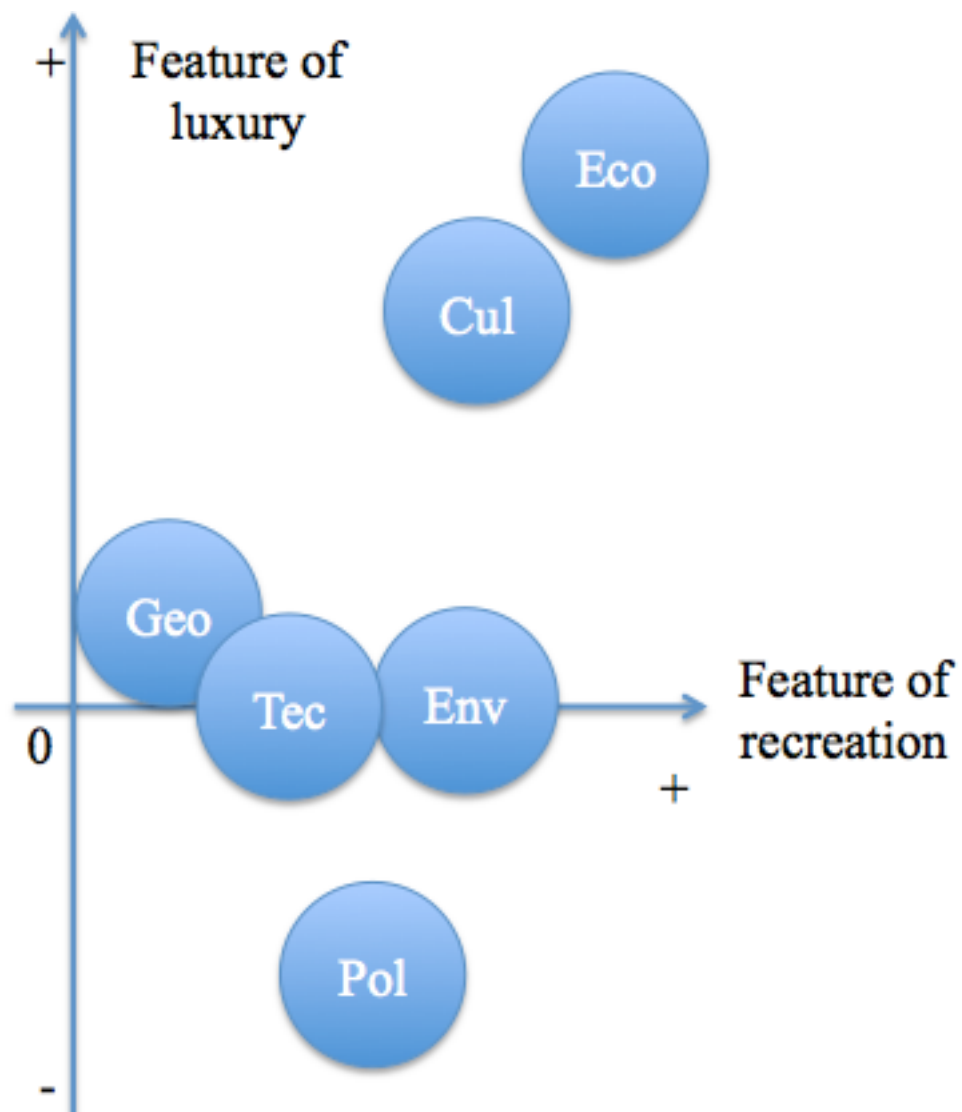 +
Feature of
luxury
Eco
Cul
Geo
Tec
Env
Feature of
recreation
0
+
Pol
-